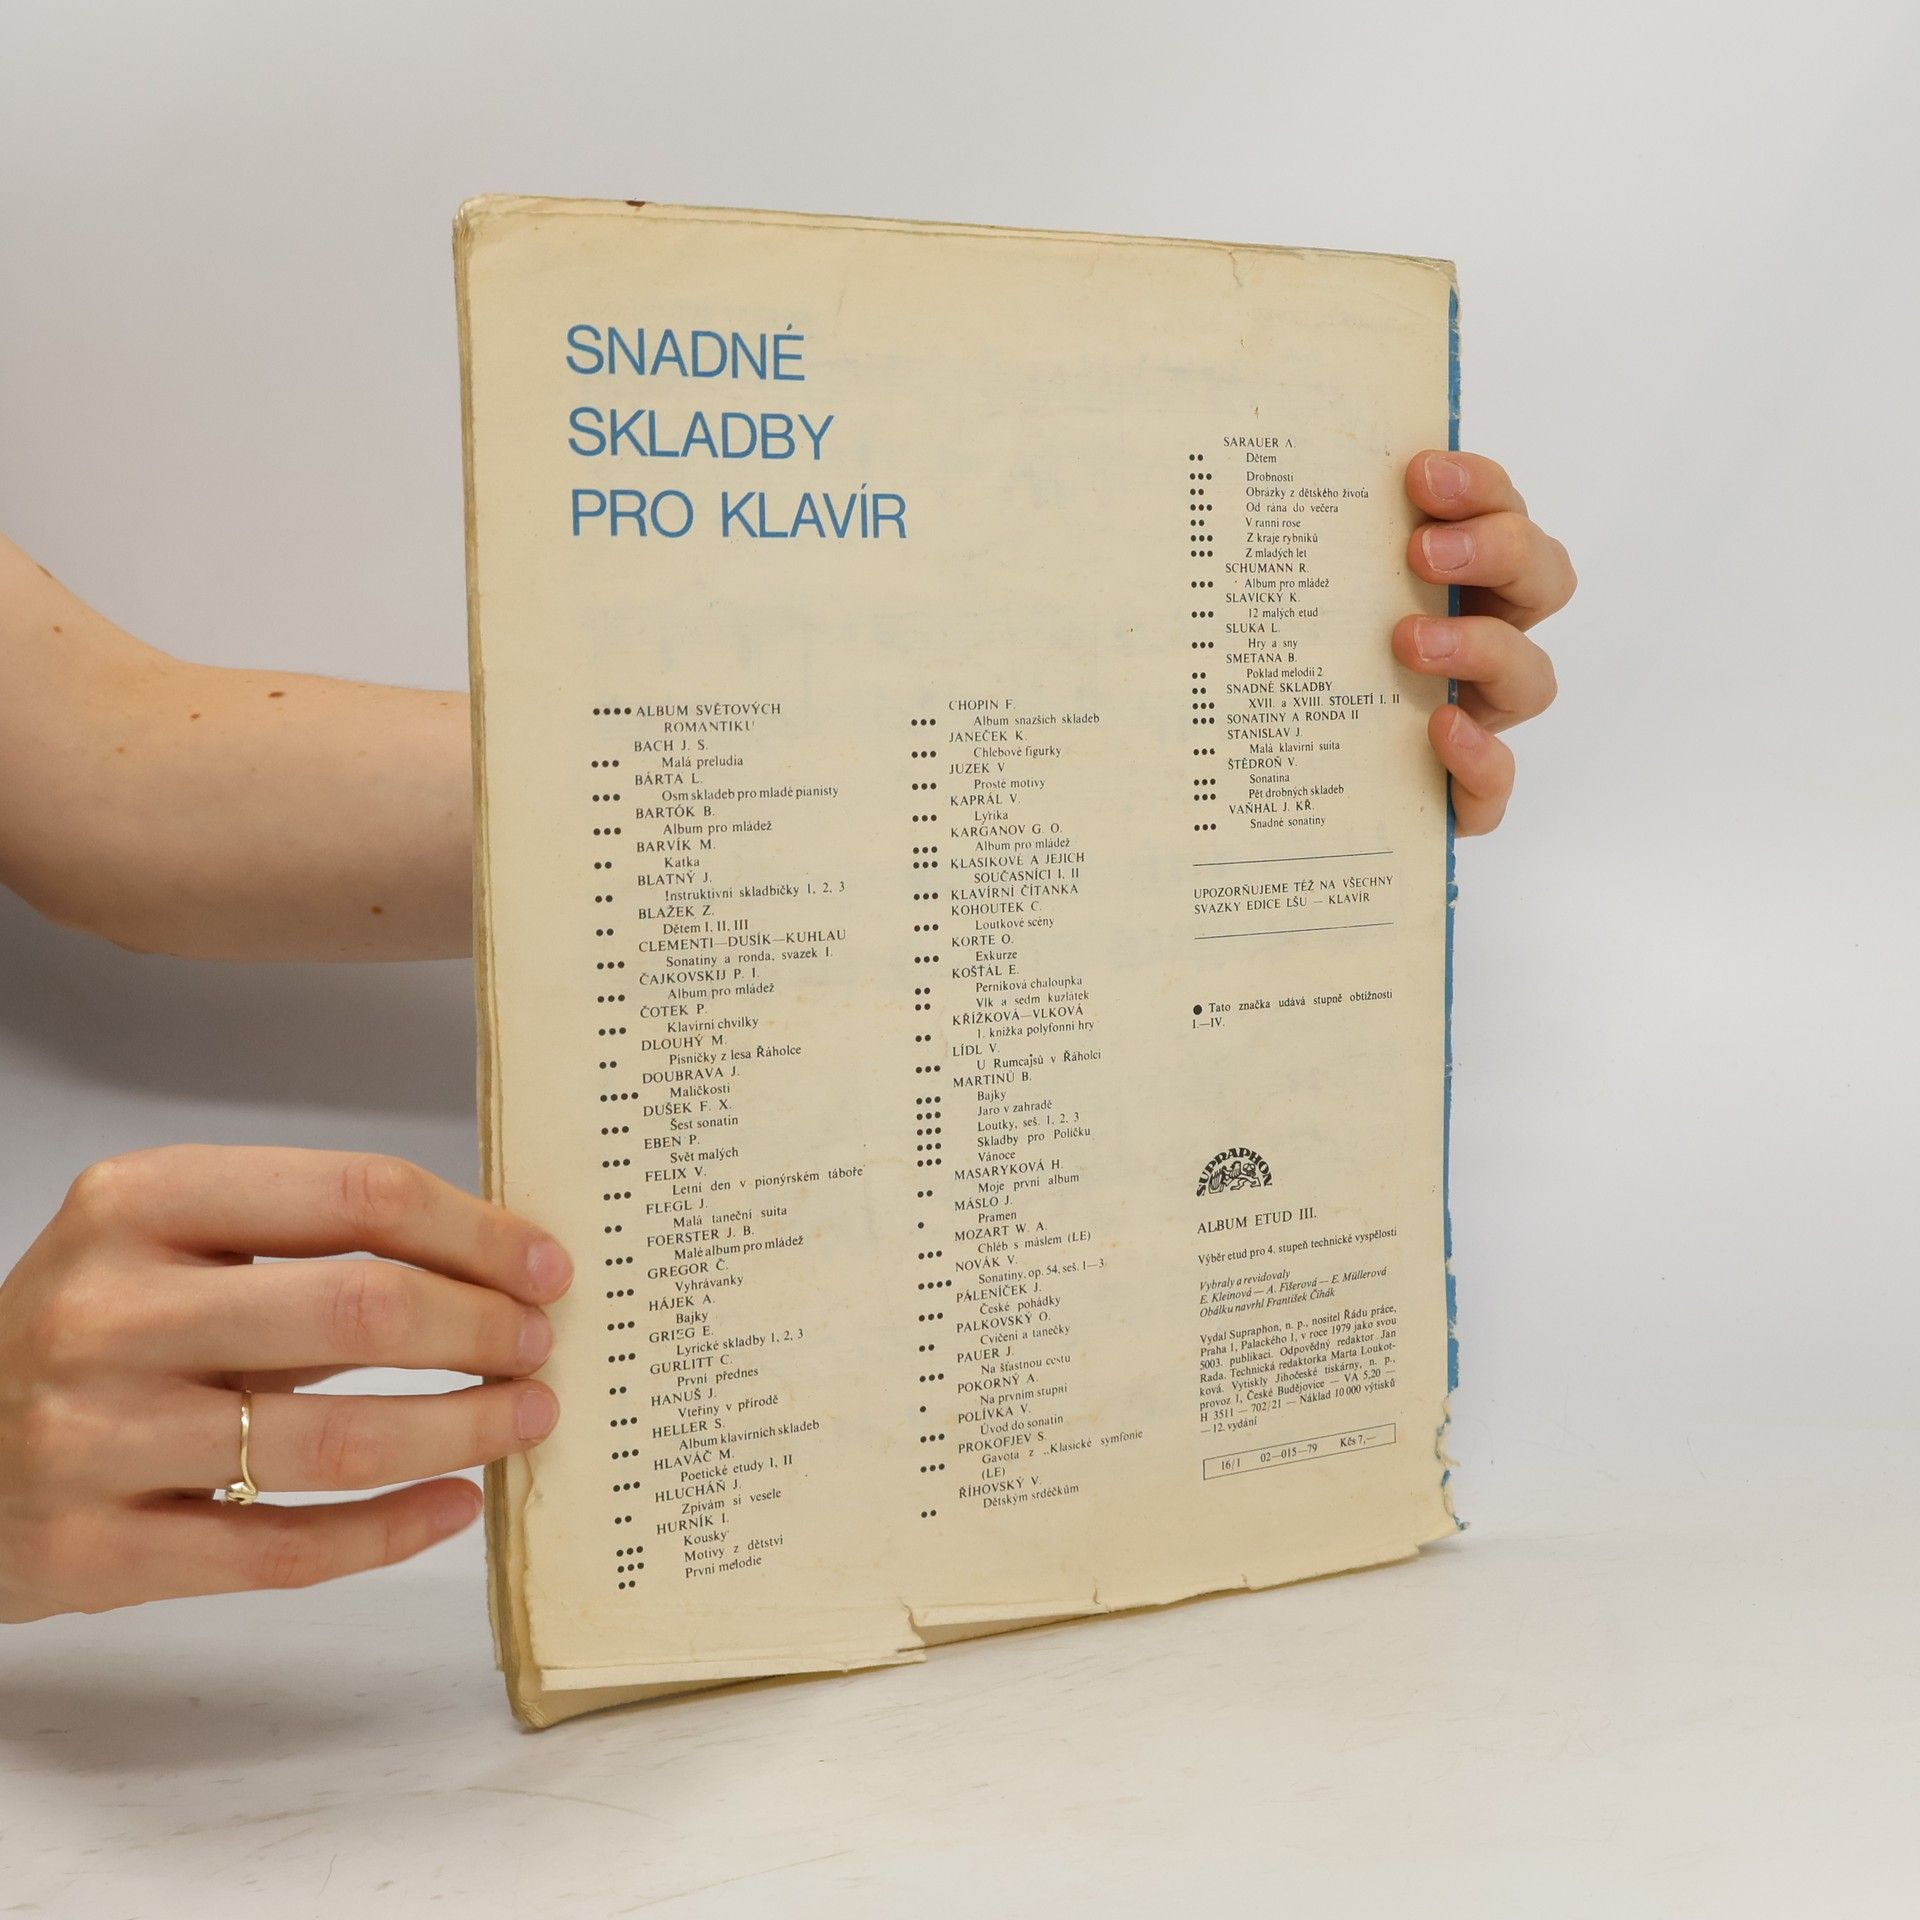 SNADNÉ
SKLADBY
PRO KLAVÍR
●●●● ALBUM SVĚTOVÝCH
ROMANTIKŮ
BACH J. S.
●●● Malá preludia
BÁRTA L.
●●● Osm skladeb pro mladé pianisty
BARTÓK B.
●●● Album pro mládež
BARVÍK M.
●● Katka
BLATNÝ J.
●● Instruktivní skladbičky 1, 2, 3
BLAŽEK Z.
●● Dětem I, II, III
CLEMENTI—DUSÍK—KUHLAU
●●● Sonatiny a ronda, svazek I.
ČAJKOVSKIJ P. I.
●●● Album pro mládež
ČOTEK P.
●●● Klavírní chvilky
DLOUHÝ M.
●● Písničky z lesa Řáholce
DOUBRAVA J.
●●●● Maličkosti
DUŠEK F. X.
●●● Šest sonatin
EBEN P.
●●● Svět malých
FELIX V.
●●● Letní den v pionýrském táboře
FLEGL J.
●● Malá taneční suita
FOERSTER J. B.
●●● Malé album pro mládež
GREGOR Č.
●●● Vyhrávanky
HÁJEK A.
●●● Bajky
GRIEG E.
●●● Lyrické skladby 1, 2, 3
GURLITT C.
●● První přednes
HANUŠ J.
●●● Vteřiny v přírodě
HELLER S.
●●● Album klavírních skladeb
HLAVÁČ M.
●●● Poetické etudy I, II
HLUCHÁŇ J.
●● Zpívám si vesele
HURNÍK I.
●●● Kousky
●●● Motivy z dětství
●● První melodie
CHOPIN F.
●●● Album snazších skladeb
JANEČEK K.
●●● Chlebové figurky
JUZEK V
●●● Prosté motivy
KAPRÁL V.
●●● Lyrika
KARGANOV G. O.
●●● Album pro mládež
●●● KLASIKOVÉ A JEJICH
SOUČASNÍCI I, II
●●● KLAVÍRNÍ ČÍTANKA
KOHOUTEK C.
●●● Loutkové scény
KORTE O.
●●● Exkurze
KOŠŤÁL E.
●● Perníková chaloupka
●● Vlk a sedm kuzlátek
KŘÍŽKOVÁ—VLKOVÁ
●● 1. knížka polyfonní hry
LÍDL V.
●●● U Rumcajsů v Řáholci
MARTINŮ B.
●●● Bajky
●●● Jaro v zahradě
●●● Loutky, seš. 1, 2, 3
●●● Skladby pro Poličku
●●● Vánoce
MASARYKOVÁ H.
●● Moje první album
MÁSLO J.
● Pramen
MOZART W. A.
●●● Chléb s máslem (LE)
NOVÁK V.
●●●● Sonatiny, op. 54, seš. 1—3
PÁLENÍČEK J.
●●● České pohádky
PALKOVSKÝ O.
●● Cvičení a tanečky
PAUER J.
●●● Na šťastnou cestu
POKORNÝ A.
● Na prvním stupni
POLÍVKA V.
●●● Úvod do sonatin
PROKOFJEV S.
●●● Gavota z „Klasické symfonie
(LE)
ŘÍHOVSKÝ V.
●● Dětským srdéčkům
SARAUER A.
●● Dětem
●●● Drobnosti
●● Obrázky z dětského života
●●● Od rána do večera
●● V ranní rose
●●● Z kraje rybníků
●●● Z mladých let
SCHUMANN R.
●●● Album pro mládež
SLAVICKÝ K.
●●● 12 malých etud
SLUKA L.
●●● Hry a sny
SMETANA B.
●● Poklad melodií 2
●● SNADNÉ SKLADBY
●●● XVII. a XVIII. STOLETÍ I, II
●●● SONATINY A RONDA II
STANISLAV J.
●●● Malá klavírní suita
ŠTĚDROŇ V.
●●● Sonatina
●●● Pět drobných skladeb
VAŇHAL J. KŘ.
●●● Snadné sonatiny
UPOZORŇUJEME TÉŽ NA VŠECHNY
SVAZKY EDICE LŠU — KLAVÍR
● Tato značka udává stupně obtížnosti
I.—IV.
SUPRAPHON
ALBUM ETUD III.
Výběr etud pro 4. stupeň technické vyspělosti
Vybraly a revidovaly
E. Kleinová — A. Fišerová — E. Müllerová
Obálku navrhl František Čihák
Vydal Supraphon, n. p., nositel Řádu práce,
Praha 1, Palackého 1, v roce 1979 jako svou
5003. publikaci. Odpovědný redaktor Jan
Rada. Technická redaktorka Marta Loukot-
ková. Vytiskly Jihočeské tiskárny, n. p.,
provoz 1, České Budějovice — VA 5,20 —
H 3511 — 702/21 — Náklad 10 000 výtisků
— 12. vydání
16/1 02—015—79 Kčs 7,—